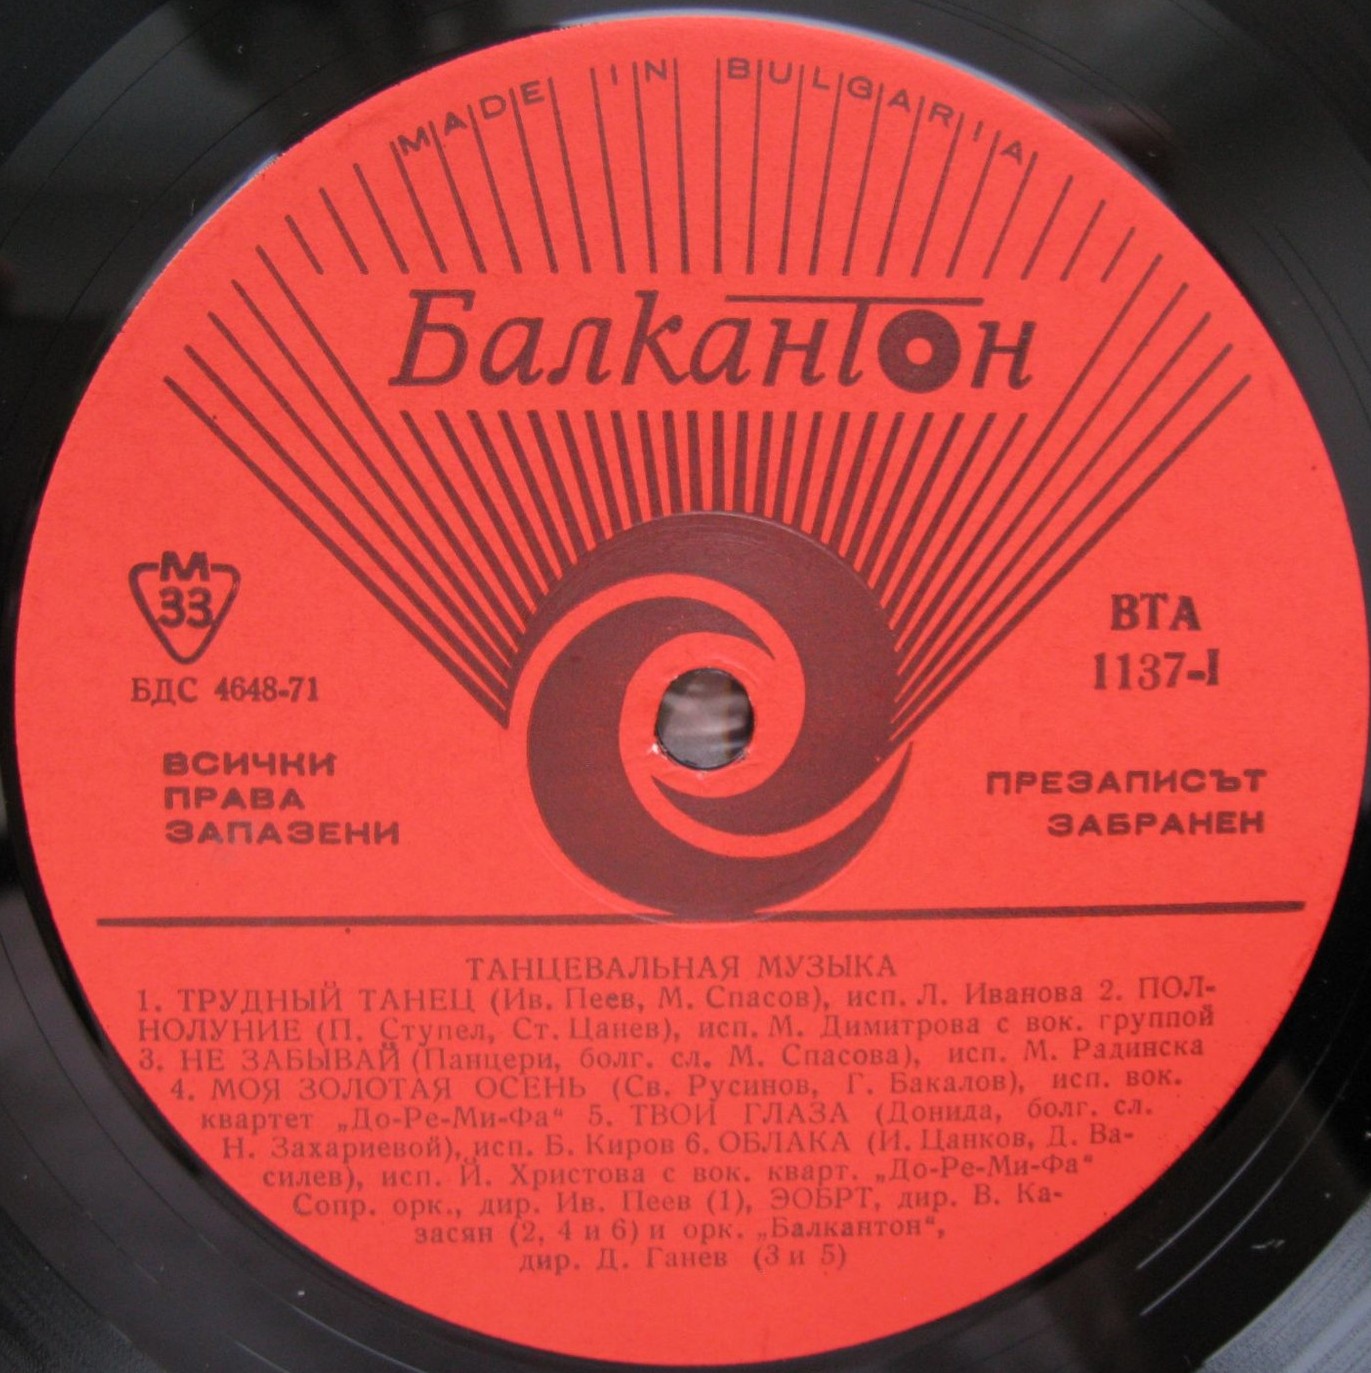 MADE IN BULGARIA
Балкантон
М
33
БДС 4648-71
ВТА
1137-I
ВСИЧКИ
ПРАВА
ЗАПАЗЕНИ
ПРЕЗАПИСЪТ
ЗАБРАНЕН
ТАНЦЕВАЛЬНАЯ МУЗЫКА
1. ТРУДНЫЙ ТАНЕЦ (Ив. Пеев, М. Спасов), исп. Л. Иванова 2. ПОЛ-
НОЛУНИЕ (П. Ступел, Ст. Цанев), исп. М. Димитрова с вок. группой
3. НЕ ЗАБЫВАЙ (Панцери, болг. сл. М. Спасова), исп. М. Радинска
4. МОЯ ЗОЛОТАЯ ОСЕНЬ (Св. Русинов, Г. Бакалов), исп. вок.
квартет „До-Ре-Ми-Фа“ 5. ТВОИ ГЛАЗА (Донида, болг. сл.
Н. Захариевой), исп. Б. Киров 6. ОБЛАКА (И. Цанков, Д. Ва-
силев), исп. Й. Христова с вок. кварт. „До-Ре-Ми-Фа“
Сопр. орк., дир. Ив. Пеев (1), ЭОБРТ, дир. В. Ка-
засян (2, 4 и 6) и орк. „Балкантон“,
дир. Д. Ганев (3 и 5)